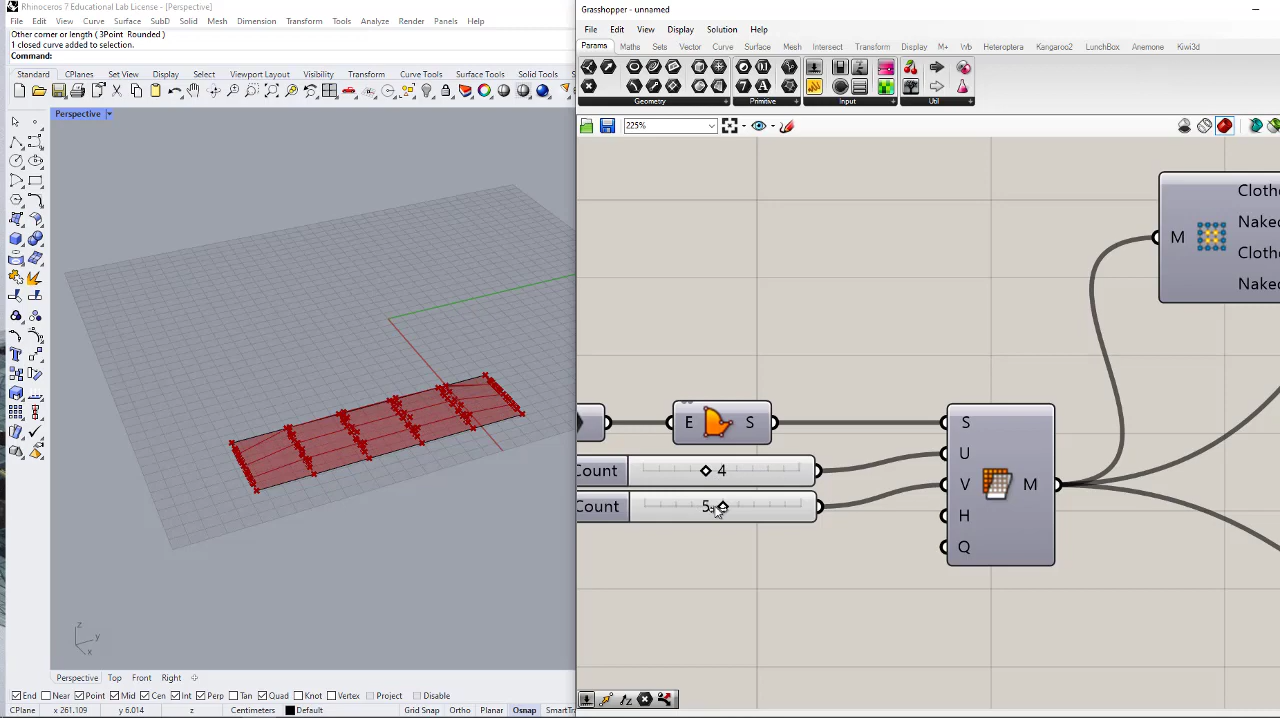 Rhinoceros 7 Educational Lab License - [Perspective]
File Edit View Curve Surface SubD Solid Mesh Dimension Transform Tools Analyze Render Panels Help
Other corner or length ( 3Point Rounded )
1 closed curve added to selection.
Command:
Standard CPlanes Set View Display Select Viewport Layout Visibility Transform Curve Tools Surface Tools Solid Tools
Perspective
z
y
x
Perspective Top Front Right
End Near Point Mid Cen Int Perp Tan Quad Knot Vertex Project Disable
CPlane x 261.109 y 6.014 z Centimeters Default Grid Snap Ortho Planar Osnap SmartTra
Grasshopper - unnamed
File Edit View Display Solution Help
Params Maths Sets Vector Curve Surface Mesh Intersect Transform Display M+ Wb Heteroptera Kangaroo2 LunchBox Anemone Kiwi3d
Geometry Primitive Input Util
225%
M
Clothe
Naked
Clothe
Naked
E S
Count 4
Count 5
S
U
V
H
Q
M